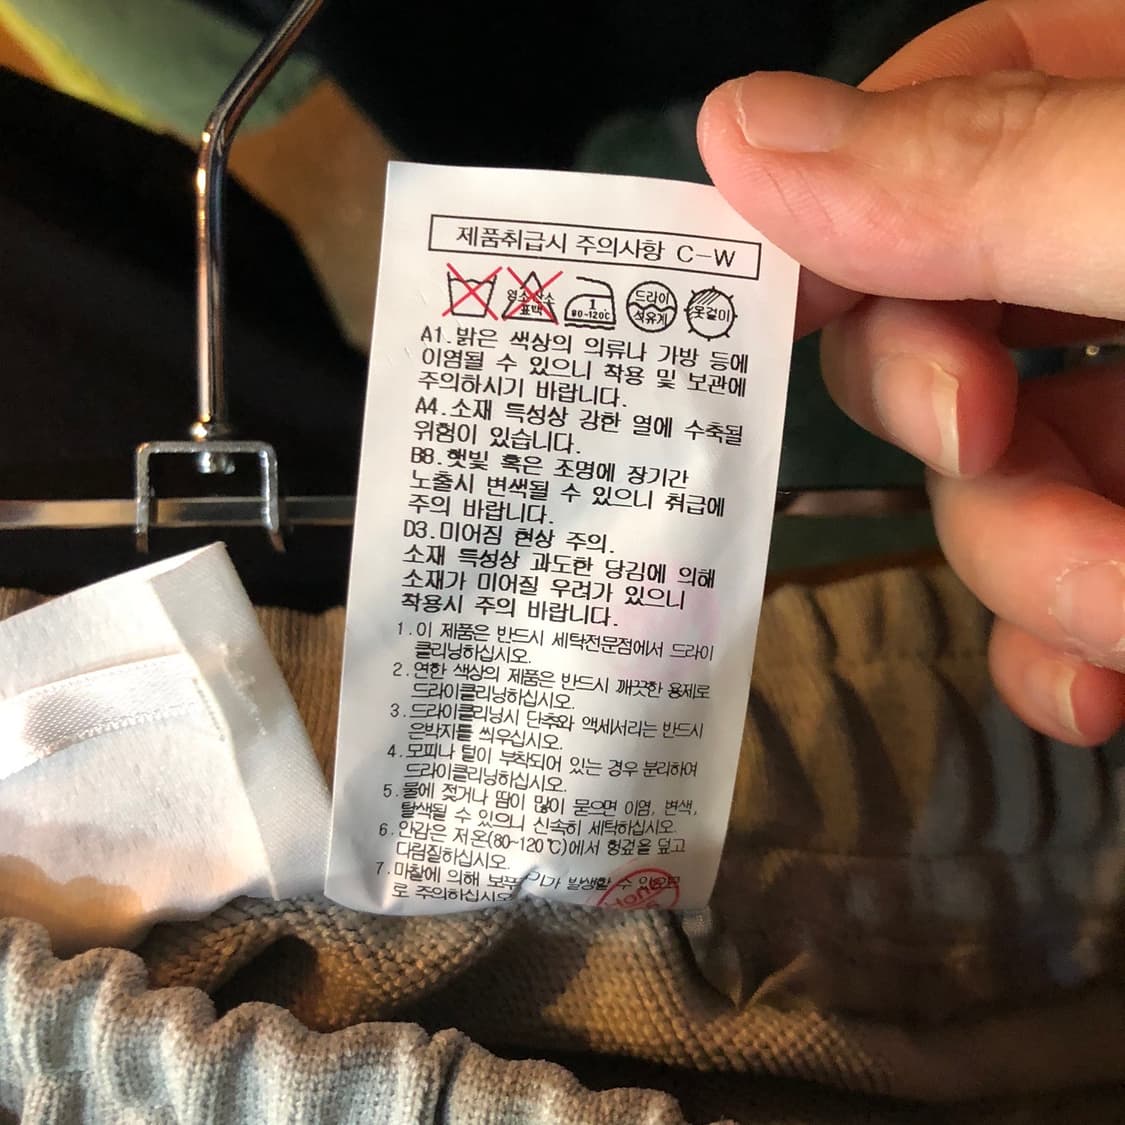 제품취급시 주의사항 C-W
염소산소
표백
1
80~120℃
드라이
석유계
옷걸이
A1.밝은 색상의 의류나 가방 등에
이염될 수 있으니 착용 및 보관에
주의하시기 바랍니다.
A4.소재 특성상 강한 열에 수축될
위험이 있습니다.
B8.햇빛 혹은 조명에 장기간
노출시 변색될 수 있으니 취급에
주의 바랍니다.
D3.미어짐 현상 주의.
소재 특성상 과도한 당김에 의해
소재가 미어질 우려가 있으니
착용시 주의 바랍니다.
1.이 제품은 반드시 세탁전문점에서 드라이
클리닝하십시오.
2.연한 색상의 제품은 반드시 깨끗한 용제로
드라이클리닝하십시오.
3.드라이크리닝시 단추와 액세서리는 반드시
은박지를 씌우십시오.
4.모피나 털이 부착되어 있는 경우 분리하여
드라이클리닝하십시오.
5.물에 젖거나 땀이 많이 묻으면 이염, 변색,
탈색될 수 있으니 신속히 세탁하십시오.
6.안감은 저온(80~120℃)에서 헝겊을 덮고
다림질하십시오.
7.마찰에 의해 보푸라기가 발생할 수 있으므
로 주의하십시오